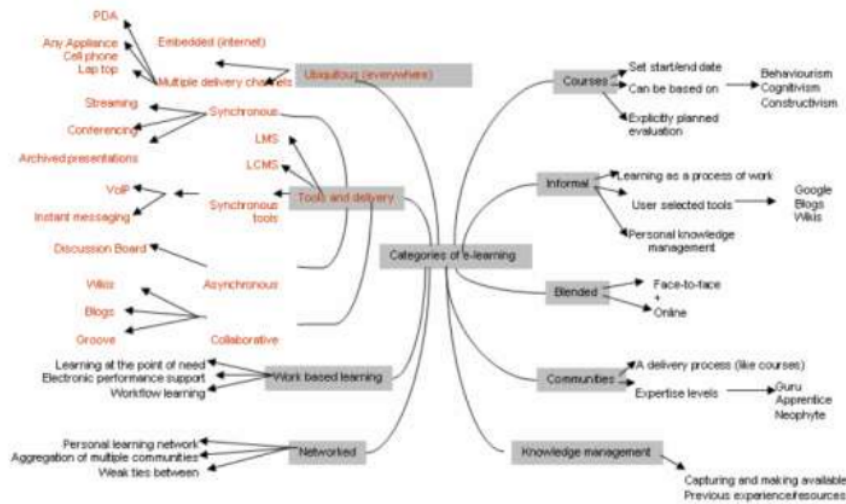 PDA
Any Appliance
Cell phone
Lap top
Embedded (internet)
Multiple delivery channels
Ubiquitous (everywhere)
Streaming
Synchronous
Conferencing
Archived presentations
LMS
LCMS
Tools and delivery
VoIP
Instant messaging
Synchronous
tools
Discussion Board
Asynchronous
Wikis
Blogs
Groove
Collaborative
Learning at the point of need
Electronic performance support
Workflow learning
Work based learning
Personal learning network
Aggregation of multiple communities
Weak ties between
Networked
Categories of e-learning
Courses
Set start/end date
Can be based on
Explicitly planned
evaluation
Behaviourism
Cognitivism
Constructivism
Informal
Learning as a process of work
User selected tools
Personal knowledge
management
Google
Blogs
Wikis
Blended
Face-to-face
+
Online
Communities
A delivery process (like courses)
Expertise levels
Guru
Apprentice
Neophyte
Knowledge management
Capturing and making available
Previous experience/resources